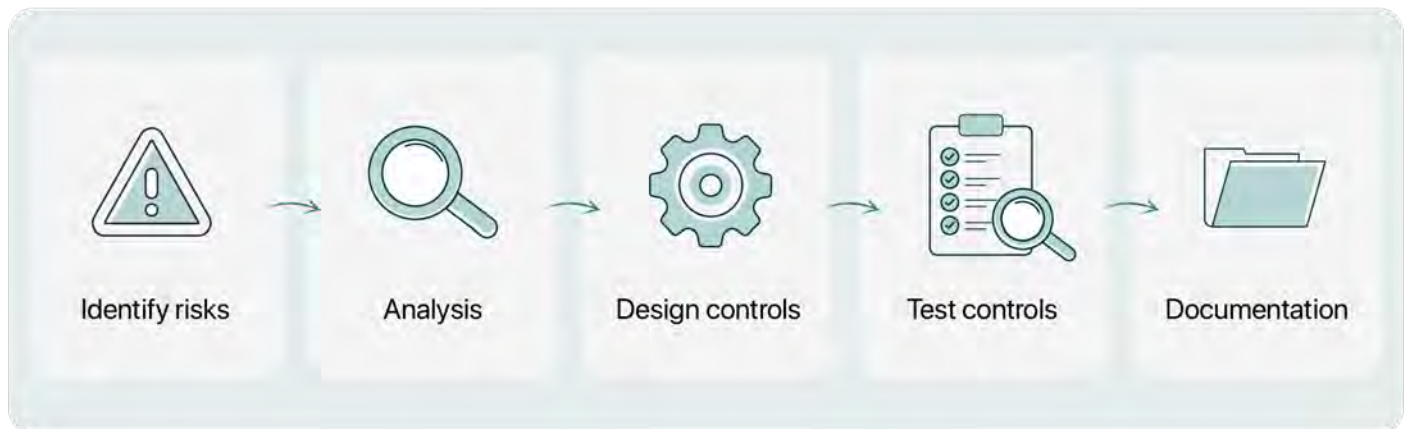 Identify risks
Analysis
Design controls
Test controls
Documentation